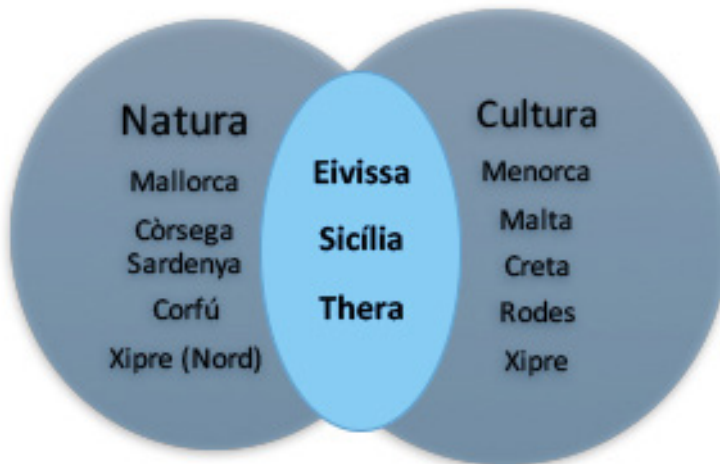 Natura
Mallorca
Còrsega
Sardenya
Corfú
Xipre (Nord)
Eivissa
Sicília
Thera
Cultura
Menorca
Malta
Creta
Rodes
Xipre